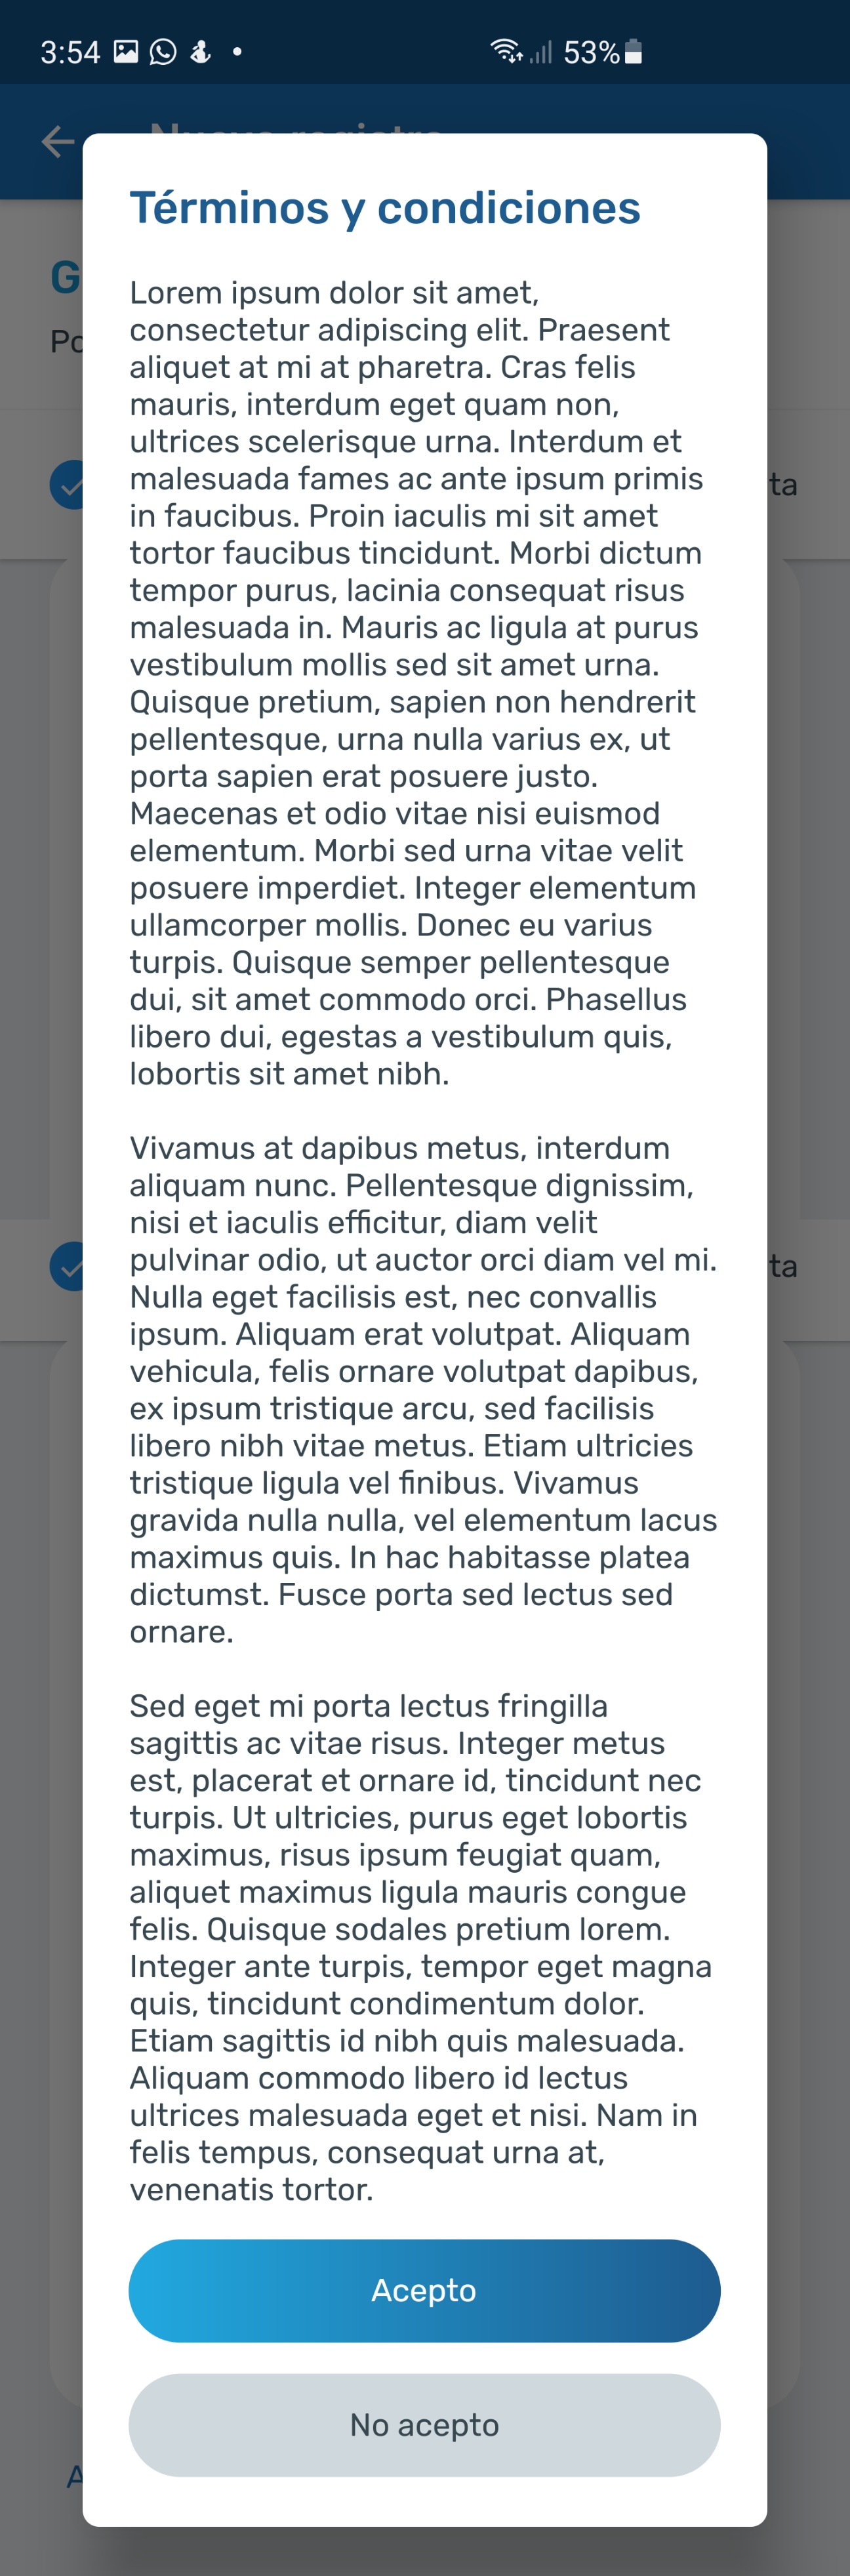 3:54
53%
Términos y condiciones
G
Po
Lorem ipsum dolor sit amet,
consectetur adipiscing elit. Praesent
aliquet at mi at pharetra. Cras felis
mauris, interdum eget quam non,
ultrices scelerisque urna. Interdum et
malesuada fames ac ante ipsum primis
ta
in faucibus. Proin iaculis mi sit amet
tortor faucibus tincidunt. Morbi dictum
tempor purus, lacinia consequat risus
malesuada in. Mauris ac ligula at purus
vestibulum mollis sed sit amet urna.
Quisque pretium, sapien non hendrerit
pellentesque, urna nulla varius ex, ut
porta sapien erat posuere justo.
Maecenas et odio vitae nisi euismod
elementum. Morbi sed urna vitae velit
posuere imperdiet. Integer elementum
ullamcorper mollis. Donec eu varius
turpis. Quisque semper pellentesque
dui, sit amet commodo orci. Phasellus
libero dui, egestas a vestibulum quis,
lobortis sit amet nibh.
Vivamus at dapibus metus, interdum
aliquam nunc. Pellentesque dignissim,
nisi et iaculis efficitur, diam velit
pulvinar odio, ut auctor orci diam vel mi.
ta
Nulla eget facilisis est, nec convallis
ipsum. Aliquam erat volutpat. Aliquam
vehicula, felis ornare volutpat dapibus,
ex ipsum tristique arcu, sed facilisis
libero nibh vitae metus. Etiam ultricies
tristique ligula vel finibus. Vivamus
gravida nulla nulla, vel elementum lacus
maximus quis. In hac habitasse platea
dictumst. Fusce porta sed lectus sed
ornare.
Sed eget mi porta lectus fringilla
sagittis ac vitae risus. Integer metus
est, placerat et ornare id, tincidunt nec
turpis. Ut ultricies, purus eget lobortis
maximus, risus ipsum feugiat quam,
aliquet maximus ligula mauris congue
felis. Quisque sodales pretium lorem.
Integer ante turpis, tempor eget magna
quis, tincidunt condimentum dolor.
Etiam sagittis id nibh quis malesuada.
Aliquam commodo libero id lectus
ultrices malesuada eget et nisi. Nam in
felis tempus, consequat urna at,
venenatis tortor.
Acepto
No acepto
A